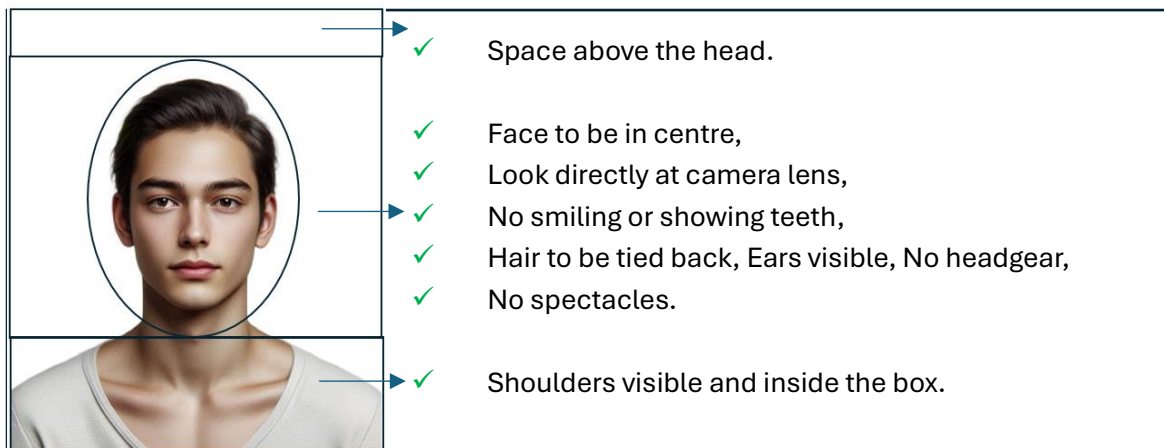 ✓ Space above the head.
✓ Face to be in centre,
✓ Look directly at camera lens,
✓ No smiling or showing teeth,
✓ Hair to be tied back, Ears visible, No headgear,
✓ No spectacles.
✓ Shoulders visible and inside the box.